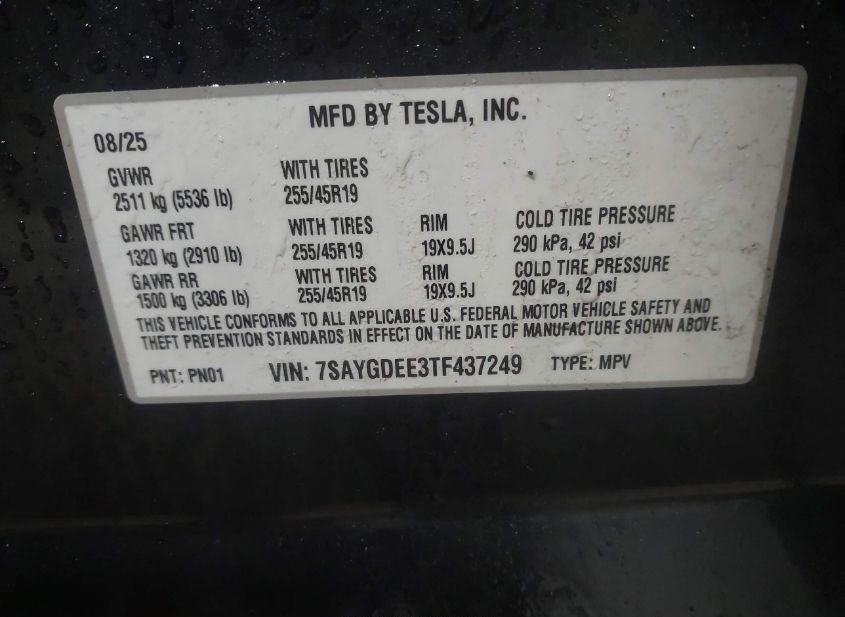 MFD BY TESLA, INC.
08/25
GVWR WITH TIRES
2511 kg (5536 lb) 255/45R19
GAWR FRT WITH TIRES RIM COLD TIRE PRESSURE
1320 kg (2910 lb) 255/45R19 19X9.5J 290 kPa, 42 psi
GAWR RR WITH TIRES RIM COLD TIRE PRESSURE
1500 kg (3306 lb) 255/45R19 19X9.5J 290 kPa, 42 psi
THIS VEHICLE CONFORMS TO ALL APPLICABLE U.S. FEDERAL MOTOR VEHICLE SAFETY AND
THEFT PREVENTION STANDARDS IN EFFECT ON THE DATE OF MANUFACTURE SHOWN ABOVE.
PNT: PN01 VIN: 7SAYGDEE3TF437249 TYPE: MPV